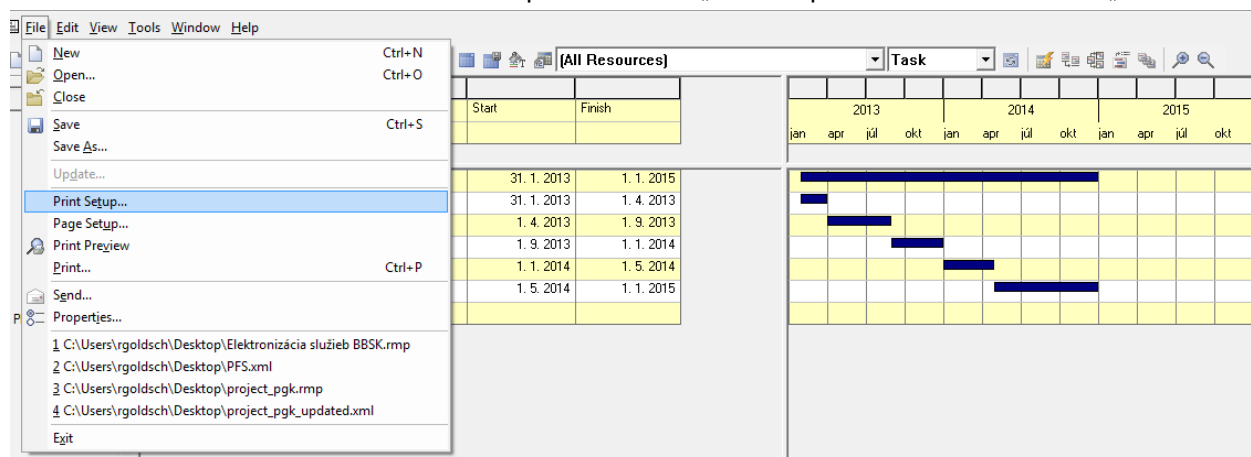 File Edit View Tools Window Help
New Ctrl+N
Open... Ctrl+O
Close
Save Ctrl+S
Save As...
Update...
Print Setup...
Page Setup...
Print Preview
Print... Ctrl+P
Send...
Properties...
1 C:\Users\rgoldsch\Desktop\Elektronizácia služieb BBSK.rmp
2 C:\Users\rgoldsch\Desktop\PFS.xml
3 C:\Users\rgoldsch\Desktop\project_pgk.rmp
4 C:\Users\rgoldsch\Desktop\project_pgk_updated.xml
Exit
P
(All Resources) Task
Start Finish
31. 1. 2013 1. 1. 2015
31. 1. 2013 1. 4. 2013
1. 4. 2013 1. 9. 2013
1. 9. 2013 1. 1. 2014
1. 1. 2014 1. 5. 2014
1. 5. 2014 1. 1. 2015
2013 2014 2015
jan apr júl okt jan apr júl okt jan apr júl okt